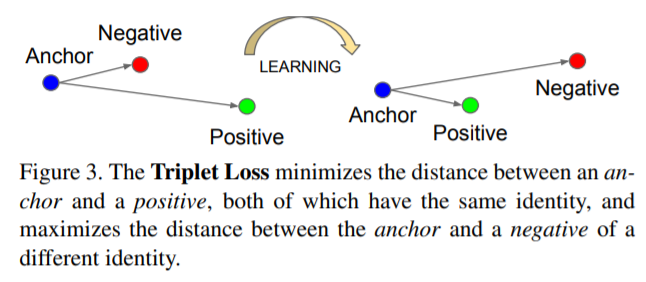 Negative
Anchor
LEARNING
Positive
Negative
Anchor
Positive
Figure 3. The Triplet Loss minimizes the distance between an an-
chor and a positive, both of which have the same identity, and
maximizes the distance between the anchor and a negative of a
different identity.